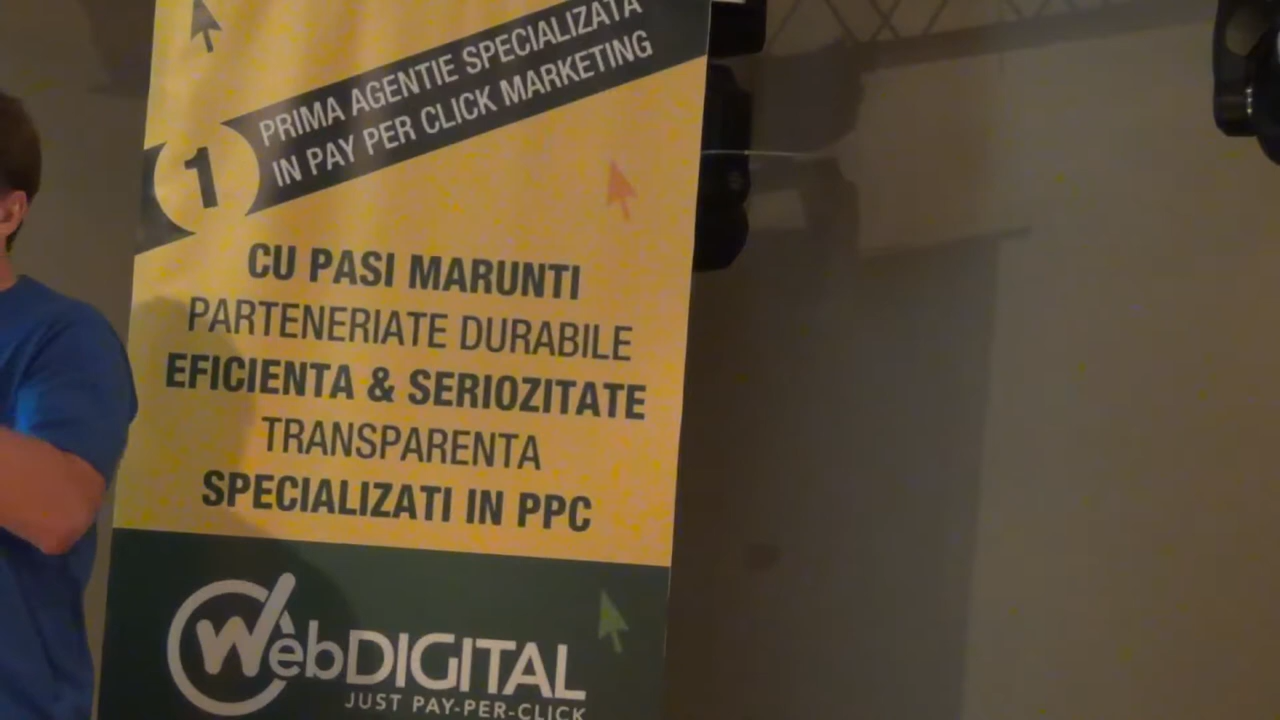 PRIMA AGENTIE SPECIALIZATA
IN PAY PER CLICK MARKETING
1
CU PASI MARUNTI
PARTENERIATE DURABILE
EFICIENTA & SERIOZITATE
TRANSPARENTA
SPECIALIZATI IN PPC
WebDIGITAL
JUST PAY-PER-CLICK